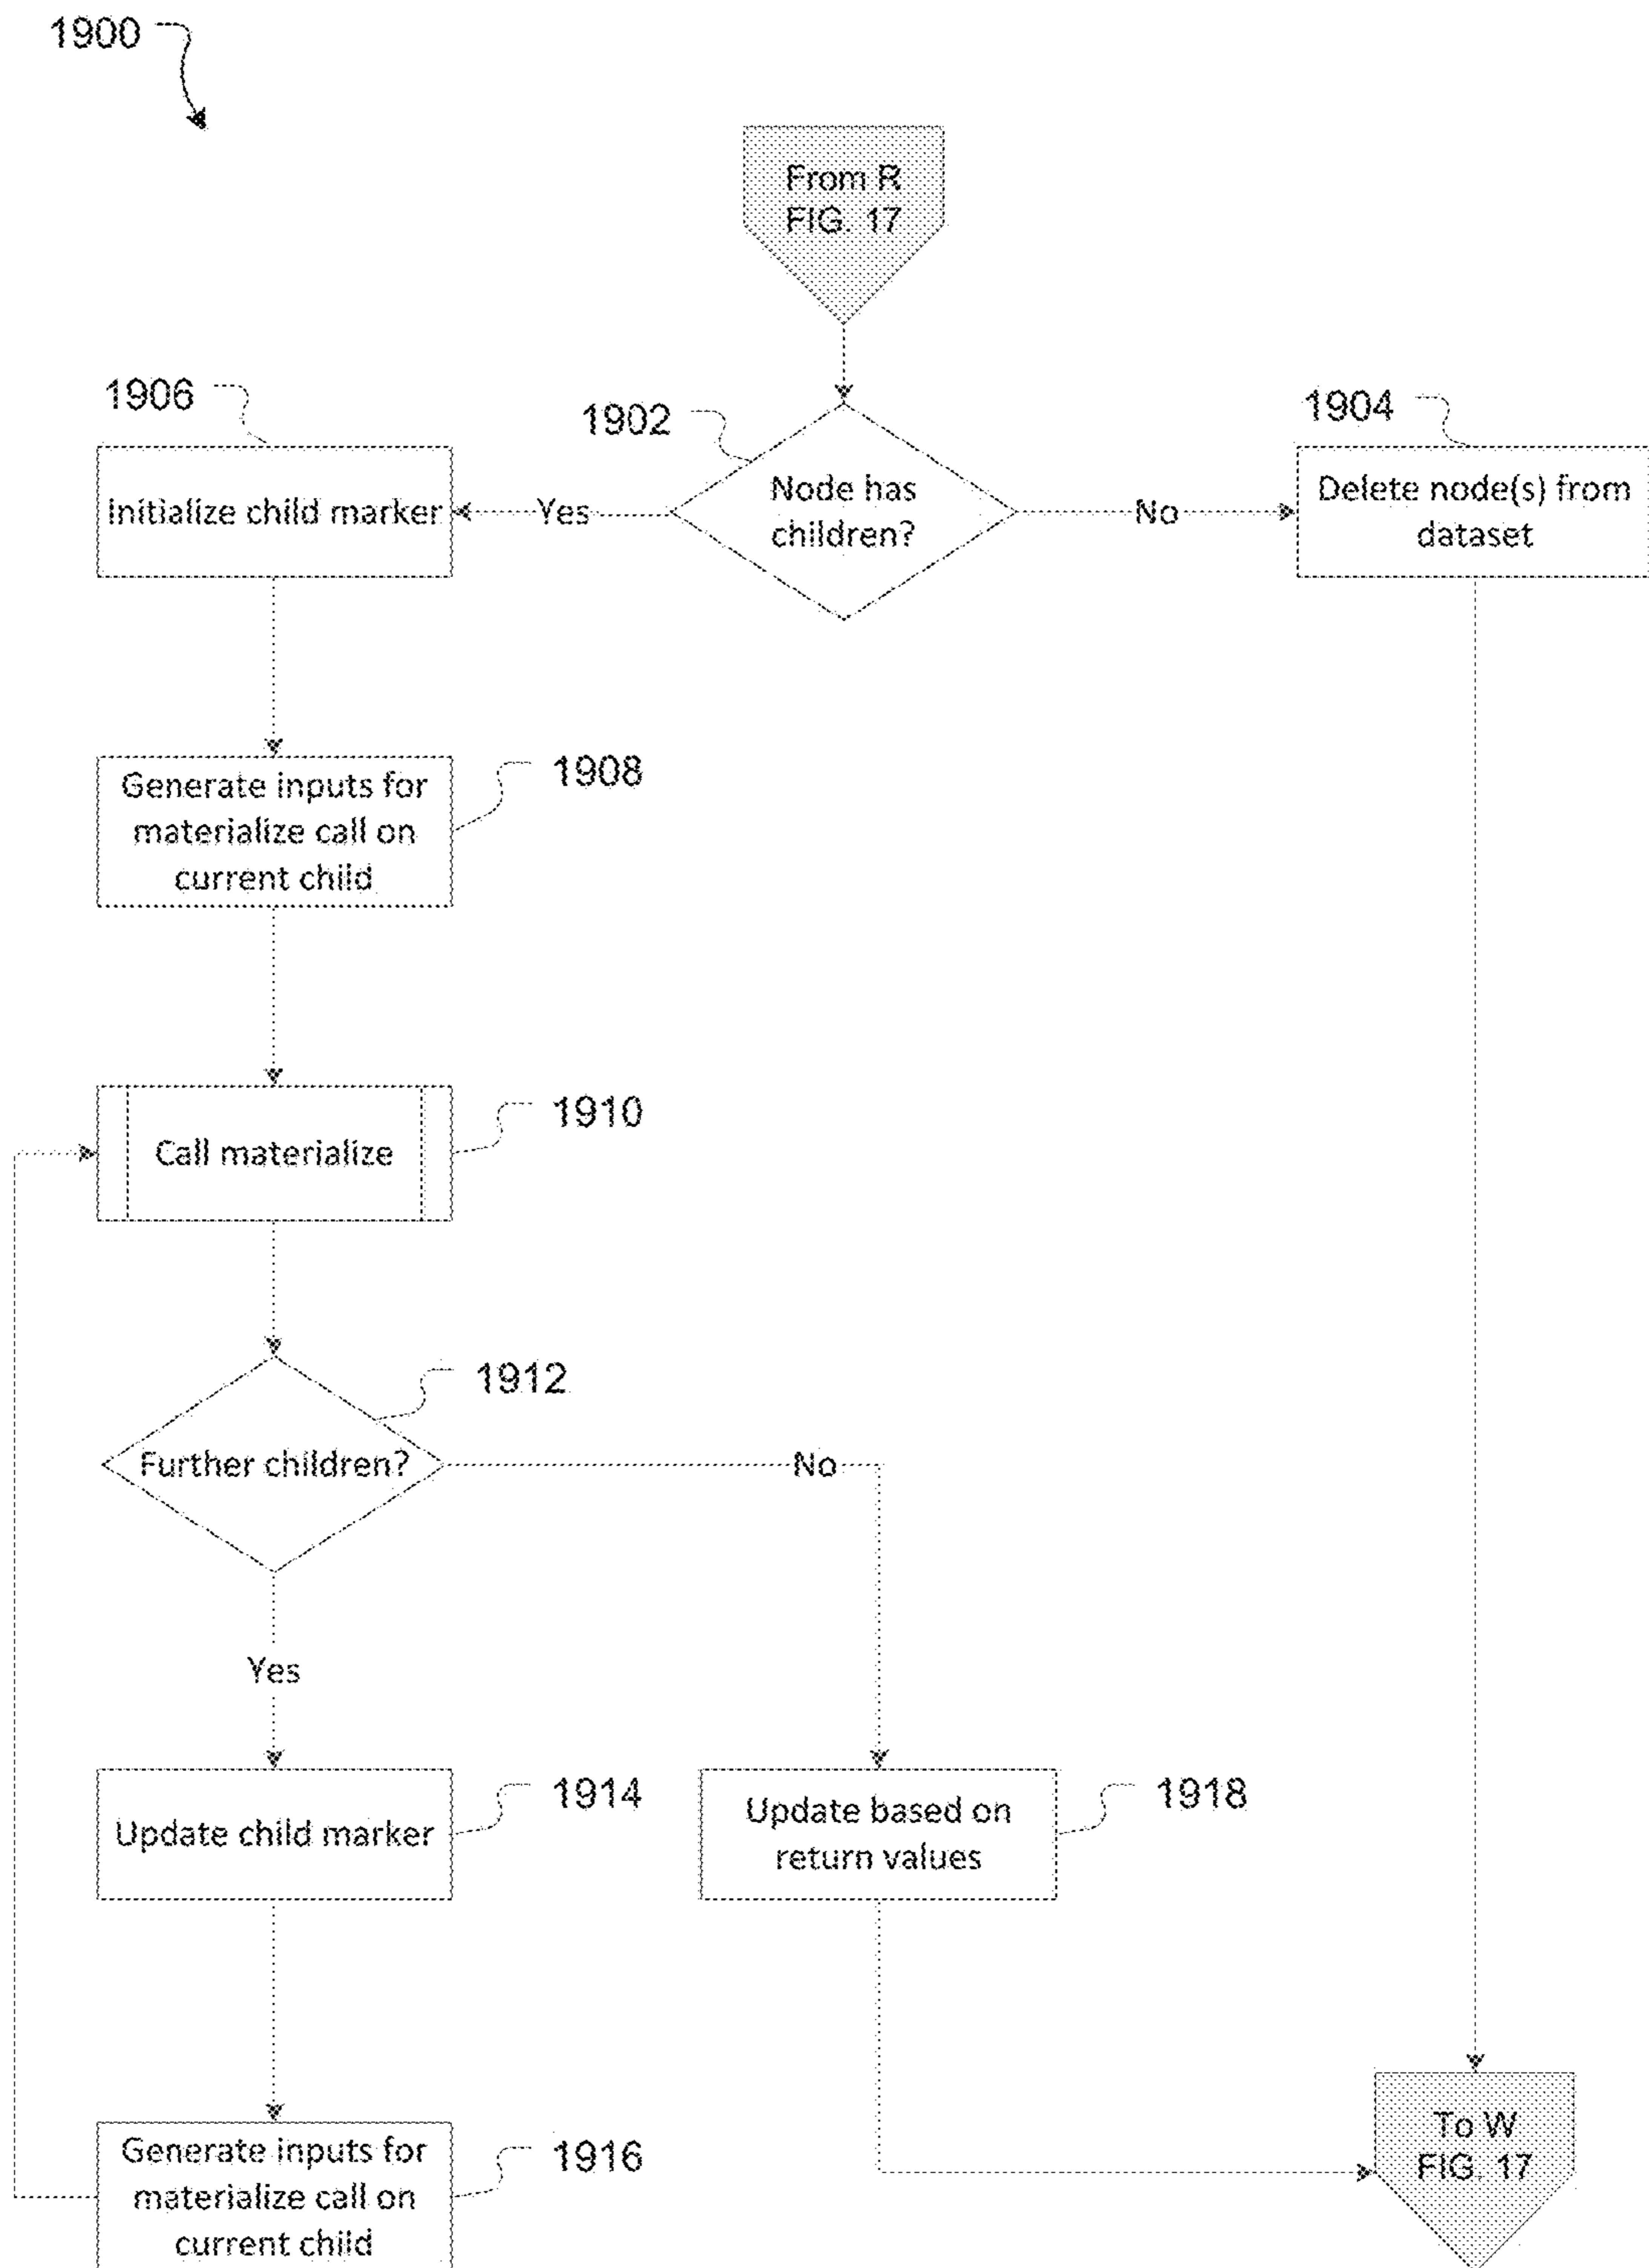 1900
From R
FIG. 17
1906
1902
1904
Initialize child marker
Yes
Node has
children?
No
Delete node(s) from
dataset
Generate inputs for
materialize call on
current child
1908
Call materialize
1910
1912
Further children?
No
Yes
Update child marker
1914
Update based on
return values
1918
Generate inputs for
materialize call on
current child
1916
To W
FIG. 17